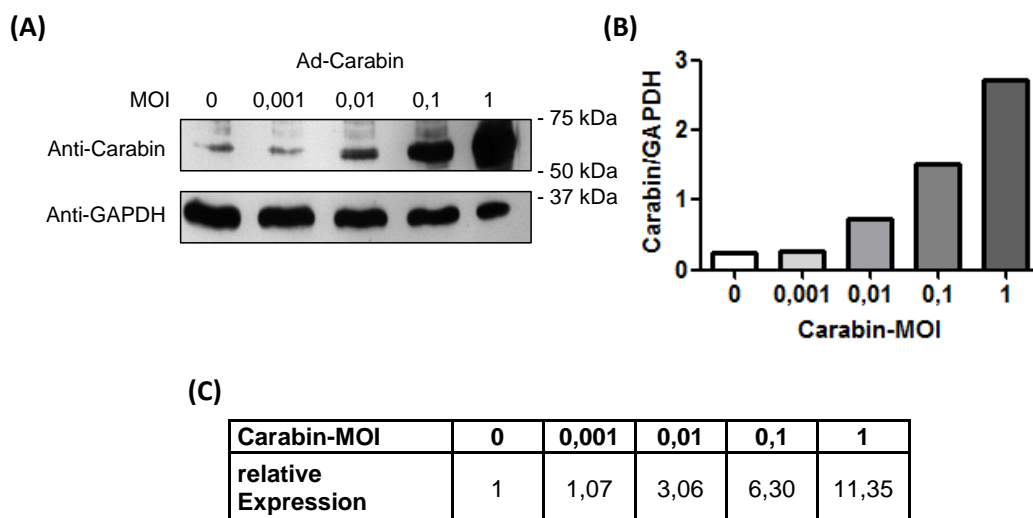 (A)
Ad-Carabin
MOI 0 0,001 0,01 0,1 1
- 75 kDa
Anti-Carabin
- 50 kDa
- 37 kDa
Anti-GAPDH
(B)
Carabin/GAPDH
3
2
1
0
0 0,001 0,01 0,1 1
Carabin-MOI
(C)
Carabin-MOI 0 0,001 0,01 0,1 1
relative
Expression 1 1,07 3,06 6,30 11,35